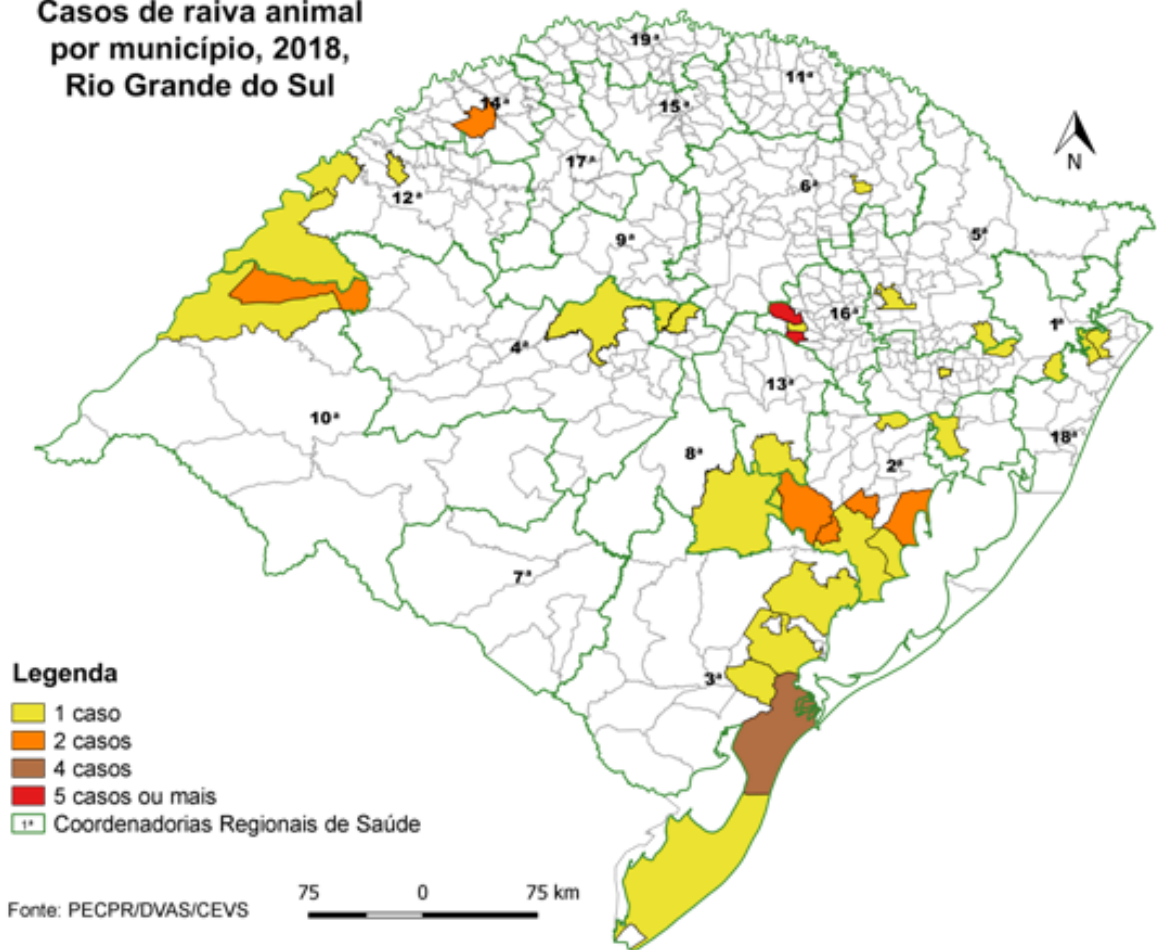 Casos de raiva animal
por município, 2018,
Rio Grande do Sul
19ª
11ª
14ª
15ª
N
17ª
6ª
12ª
5ª
9ª
16ª
1ª
4ª
13ª
10ª
18ª
8ª
2ª
7ª
3ª
Legenda
1 caso
2 casos
4 casos
5 casos ou mais
1ª Coordenadorias Regionais de Saúde
75 0 75 km
Fonte: PECPR/DVAS/CEVS